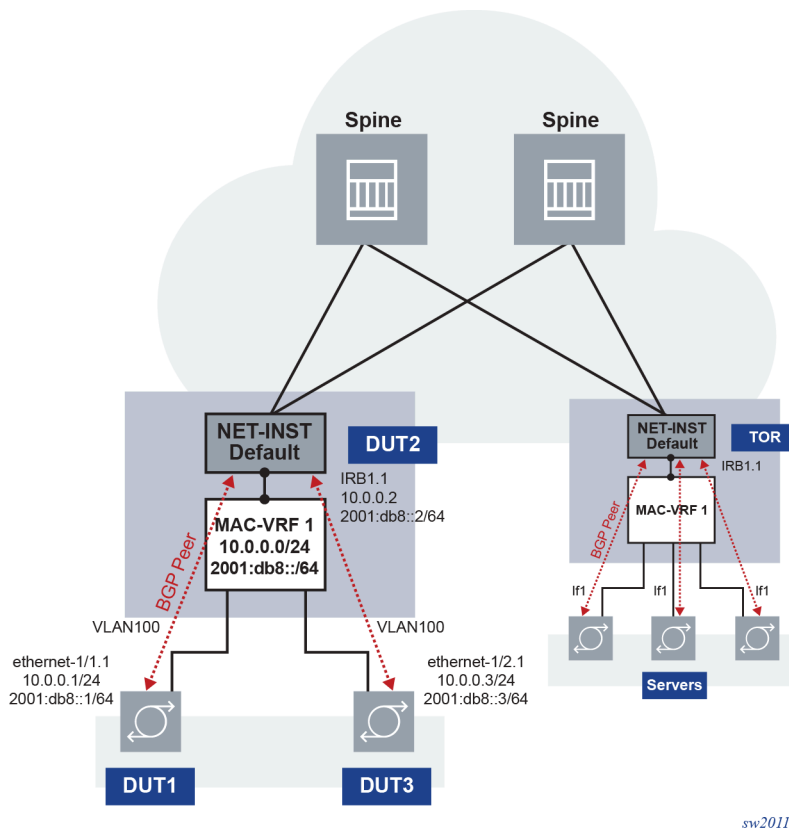 Spine
Spine
NET-INST
Default
DUT2
IRB1.1
10.0.0.2
2001:db8::2/64
MAC-VRF 1
10.0.0.0/24
2001:db8::/64
BGP Peer
VLAN100
VLAN100
ethernet-1/1.1
10.0.0.1/24
2001:db8::1/64
ethernet-1/2.1
10.0.0.3/24
2001:db8::3/64
DUT1
DUT3
NET-INST
Default
TOR
IRB1.1
MAC-VRF 1
BGP Peer
If1
If1
If1
Servers
sw2011